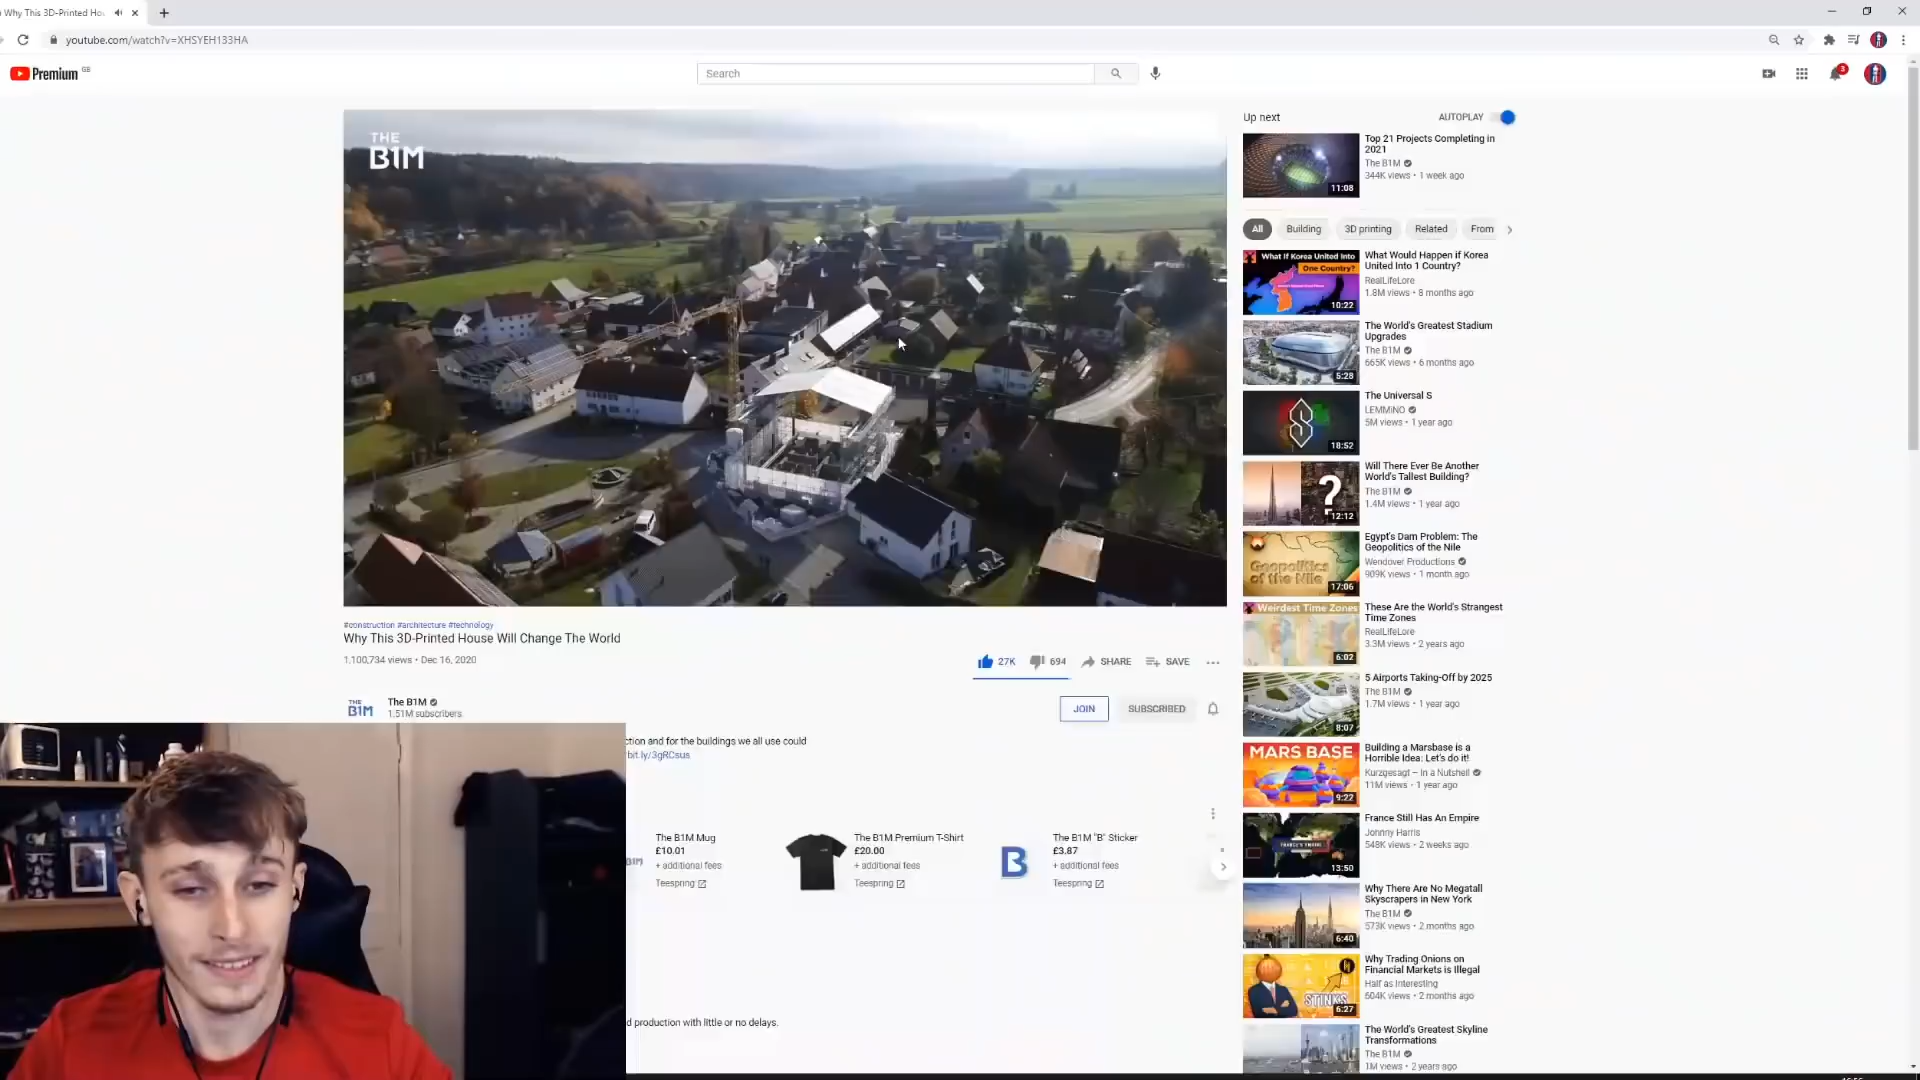 Why This 3D-Printed Ho
youtube.com/watch?v=XHSYEH133HA
Premium GB
Search
3
THE
B1M
#construction #architecture #technology
Why This 3D-Printed House Will Change The World
1,100,734 views • Dec 16, 2020
27K
694
SHARE
SAVE
THE
B1M
The B1M
1.51M subscribers
JOIN
SUBSCRIBED
ction and for the buildings we all use could
bit.ly/3gRCsus
The B1M Mug
£10.01
+ additional fees
Teespring
The B1M Premium T-Shirt
£20.00
+ additional fees
Teespring
B
The B1M "B" Sticker
£3.87
+ additional fees
Teespring
d production with little or no delays.
Up next
AUTOPLAY
11:08
Top 21 Projects Completing in
2021
The B1M
344K views • 1 week ago
All
Building
3D printing
Related
From
What If Korea United Into
One Country?
10:22
What Would Happen if Korea
United Into 1 Country?
RealLifeLore
1.8M views • 8 months ago
5:28
The World's Greatest Stadium
Upgrades
The B1M
665K views • 6 months ago
18:52
The Universal S
LEMMiNO
5M views • 1 year ago
?
12:12
Will There Ever Be Another
World's Tallest Building?
The B1M
1.4M views • 1 year ago
Geopolitics
of the Nile
17:06
Egypt's Dam Problem: The
Geopolitics of the Nile
Wendover Productions
909K views • 1 month ago
Weirdest Time Zones
6:02
These Are the World's Strangest
Time Zones
RealLifeLore
3.3M views • 2 years ago
8:07
5 Airports Taking-Off by 2025
The B1M
1.7M views • 1 year ago
MARS BASE
9:22
Building a Marsbase is a
Horrible Idea: Let's do it!
Kurzgesagt – In a Nutshell
11M views • 1 year ago
FRANCE'S EMPIRE
13:50
France Still Has An Empire
Johnny Harris
548K views • 2 weeks ago
6:40
Why There Are No Megatall
Skyscrapers in New York
The B1M
573K views • 2 months ago
STINKS
6:27
Why Trading Onions on
Financial Markets is Illegal
Half as Interesting
604K views • 2 months ago
The World's Greatest Skyline
Transformations
The B1M
1M views • 2 years ago